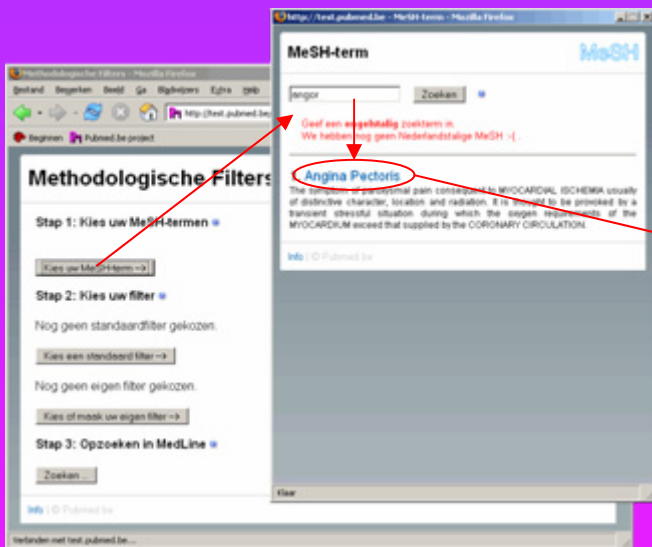 http://test.pubmed.be - MeSH-term - Mozilla Firefox
MeSH-term
MeSH
angor
Zoeken
Geef een engelstalig zoekterm in.
We hebben nog geen Nederlandstalige MeSH :-( .
Angina Pectoris
The symptom of paroxysmal pain consequent to MYOCARDIAL ISCHEMIA usually
of distinctive character, location and radiation. It is thought to be provoked by a
transient stressful situation during which the oxygen requirements of the
MYOCARDIUM exceed that supplied by the CORONARY CIRCULATION.
Info | © Pubmed.be
Klaar
Methodologische Filters - Mozilla Firefox
Bestand Bewerken Beeld Ga Bladwijzers Extra Help
http://test.pubmed.be
Beginnen Pubmed.be project
Methodologische Filters
Stap 1: Kies uw MeSH-termen
Kies uw MeSH-term -->
Stap 2: Kies uw filter
Nog geen standaardfilter gekozen.
Kies een standaard filter -->
Nog geen eigen filter gekozen.
Kies of maak uw eigen filter -->
Stap 3: Opzoeken in MedLine
Zoeken ...
Info | © Pubmed.be
Verbinden met test.pubmed.be...